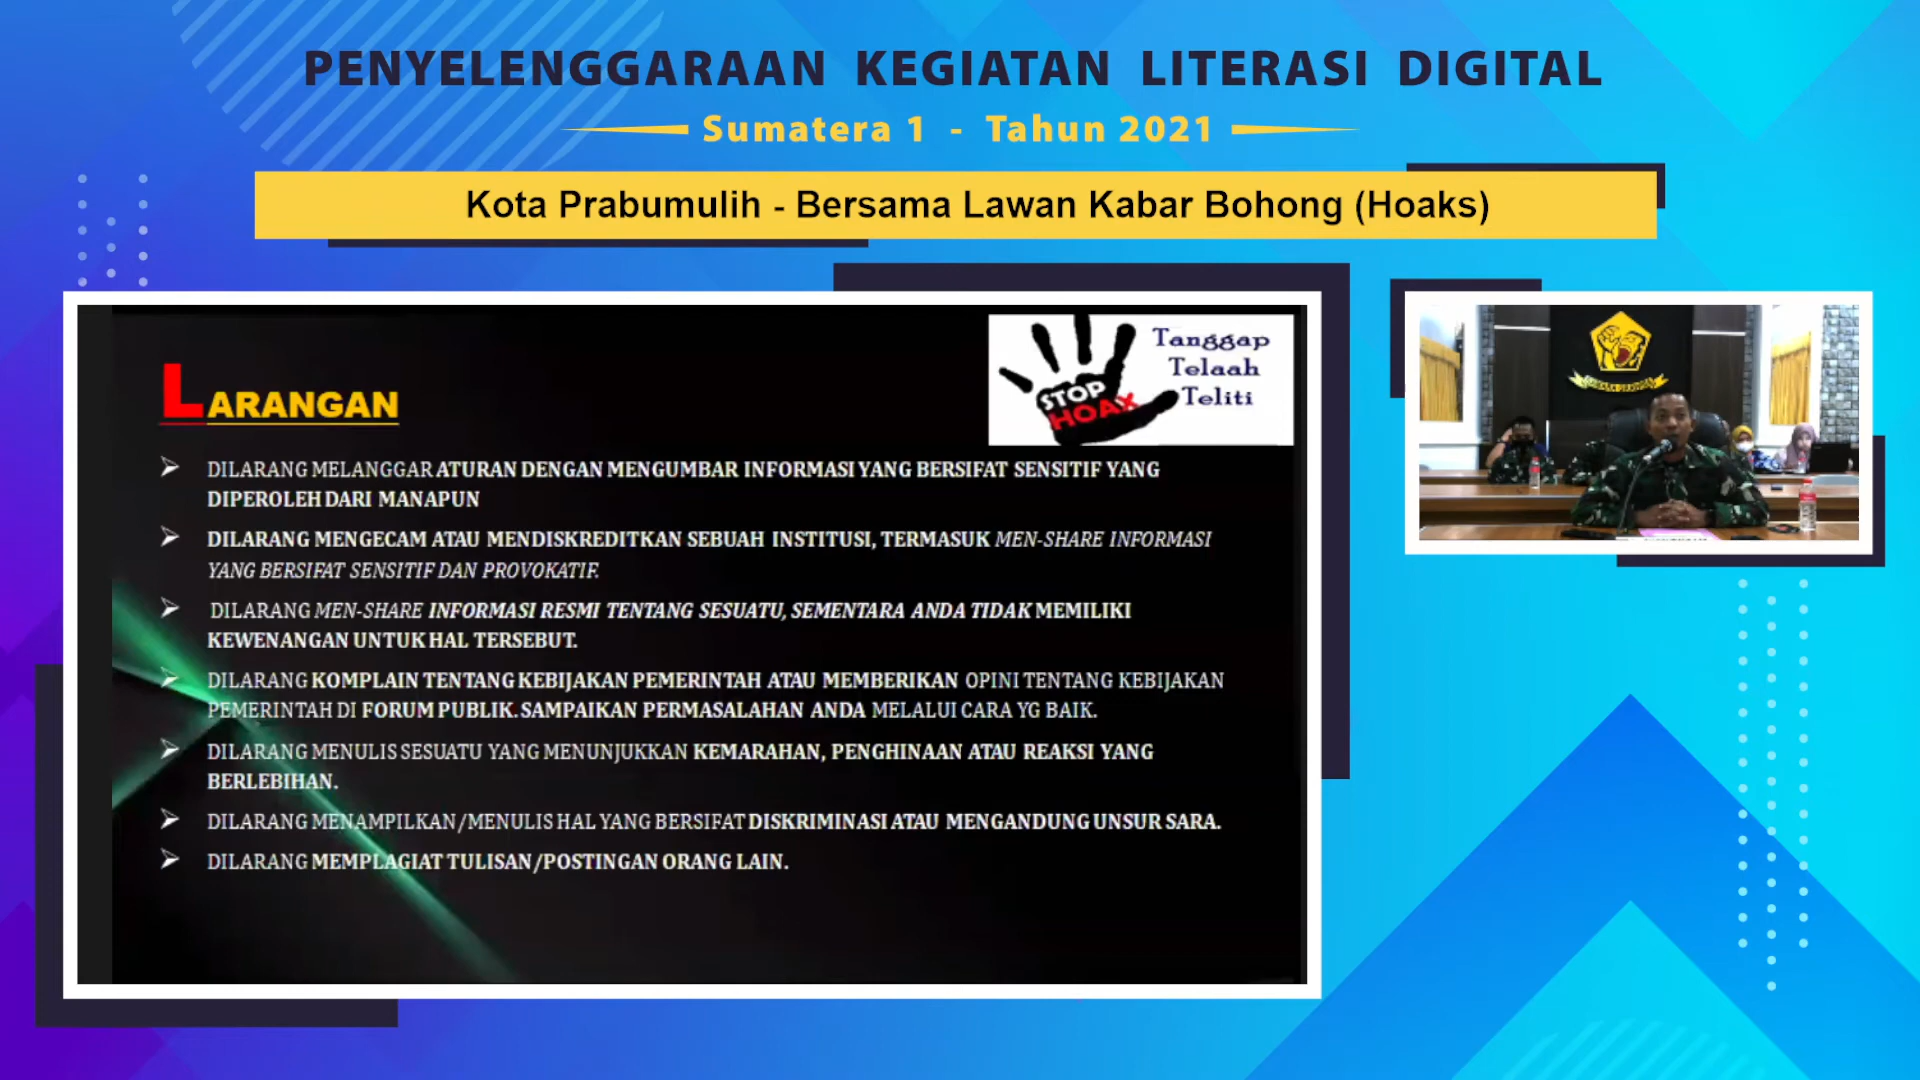 PENYELENGGARAAN KEGIATAN LITERASI DIGITAL
Sumatera 1 - Tahun 2021
Kota Prabumulih - Bersama Lawan Kabar Bohong (Hoaks)
LARANGAN
STOP
HOAX
Tanggap
Telaah
Teliti
➢ DILARANG MELANGGAR ATURAN DENGAN MENGUMBAR INFORMASI YANG BERSIFAT SENSITIF YANG
DIPEROLEH DARI MANAPUN
➢ DILARANG MENGECAM ATAU MENDISKREDITKAN SEBUAH INSTITUSI, TERMASUK MEN-SHARE INFORMASI
YANG BERSIFAT SENSITIF DAN PROVOKATIF.
➢ DILARANG MEN-SHARE INFORMASI RESMI TENTANG SESUATU, SEMENTARA ANDA TIDAK MEMILIKI
KEWENANGAN UNTUK HAL TERSEBUT.
➢ DILARANG KOMPLAIN TENTANG KEBIJAKAN PEMERINTAH ATAU MEMBERIKAN OPINI TENTANG KEBIJAKAN
PEMERINTAH DI FORUM PUBLIK. SAMPAIKAN PERMASALAHAN ANDA MELALUI CARA YG BAIK.
➢ DILARANG MENULIS SESUATU YANG MENUNJUKKAN KEMARAHAN, PENGHINAAN ATAU REAKSI YANG
BERLEBIHAN.
➢ DILARANG MENAMPILKAN/MENULIS HAL YANG BERSIFAT DISKRIMINASI ATAU MENGANDUNG UNSUR SARA.
➢ DILARANG MEMPLAGIAT TULISAN/POSTINGAN ORANG LAIN.